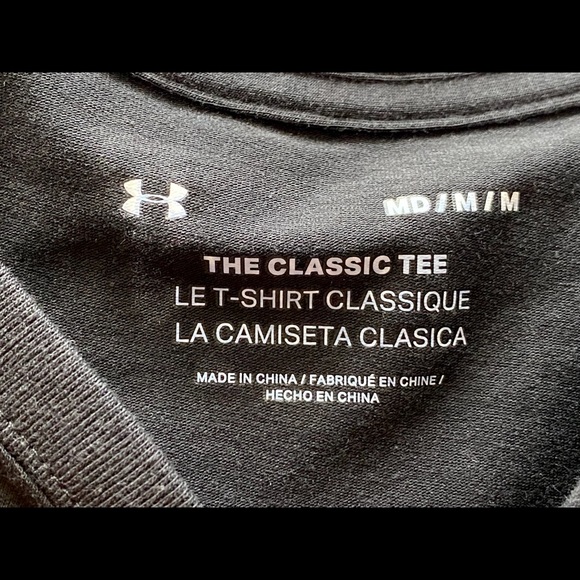 MD/M/M
THE CLASSIC TEE
LE T-SHIRT CLASSIQUE
LA CAMISETA CLASICA
MADE IN CHINA / FABRIQUÉ EN CHINE /
HECHO EN CHINA